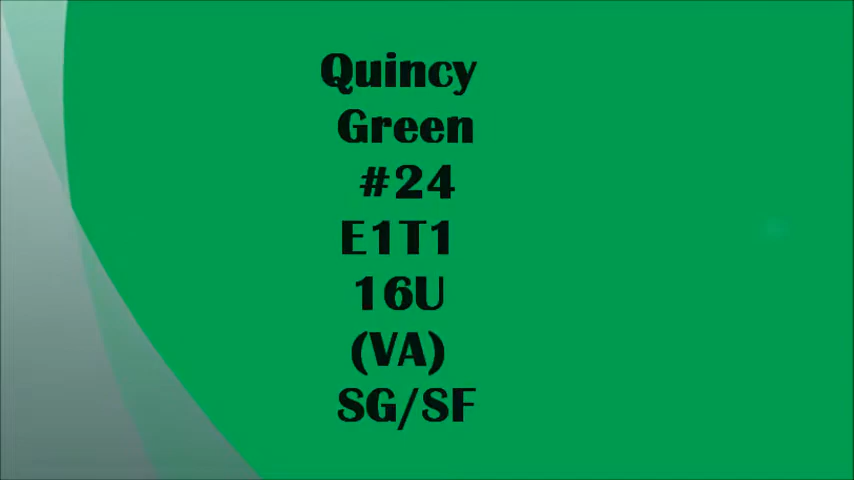 Quincy
Green
#24
E1T1
16U
(VA)
SG/SF